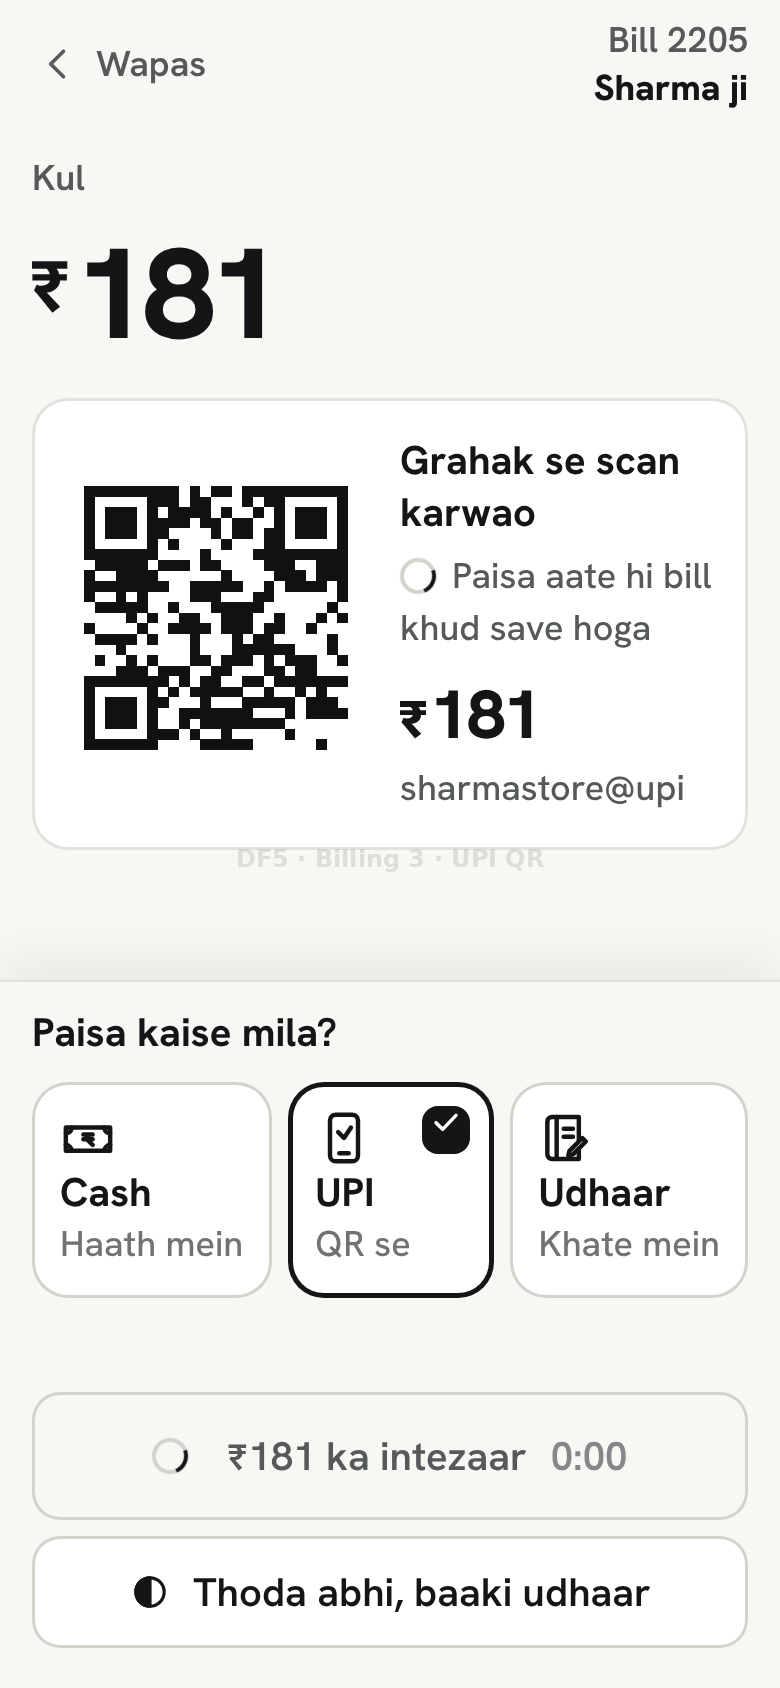 Wapas
Bill 2205
Sharma ji
Kul
₹181
Grahak se scan
karwao
Paisa aate hi bill
khud save hoga
₹181
sharmastore@upi
DF5 · Billing 3 · UPI QR
Paisa kaise mila?
Cash
Haath mein
UPI
QR se
Udhaar
Khate mein
₹181 ka intezaar 0:00
Thoda abhi, baaki udhaar